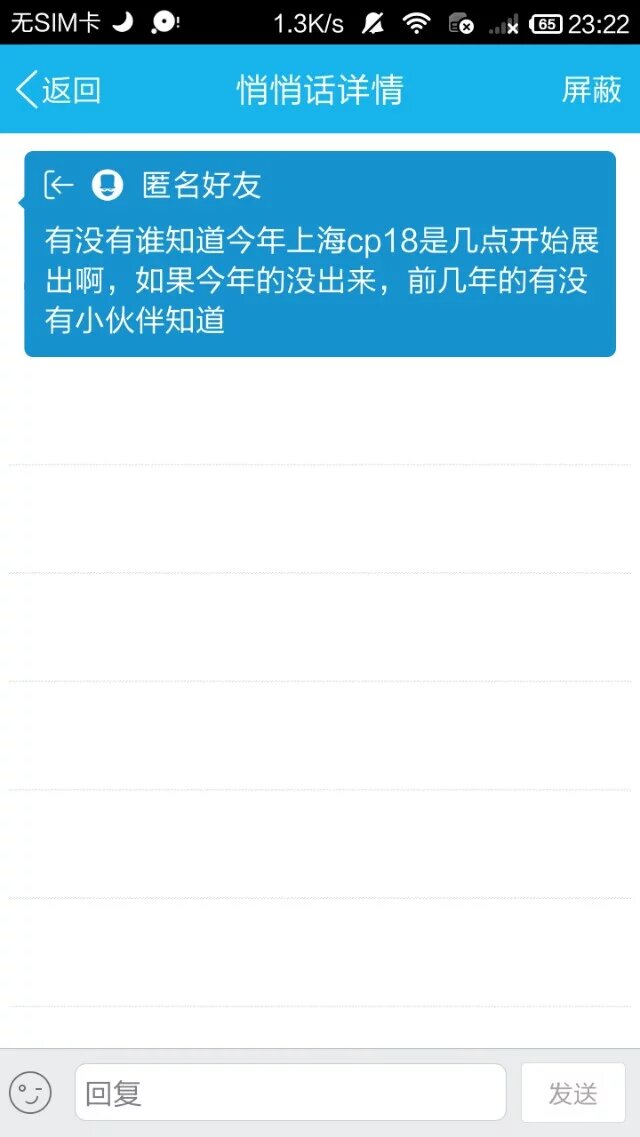 无SIM卡 1.3K/s 65 23:22
返回 悄悄话详情 屏蔽
匿名好友
有没有谁知道今年上海cp18是几点开始展
出啊，如果今年的没出来，前几年的有没
有小伙伴知道
回复 发送